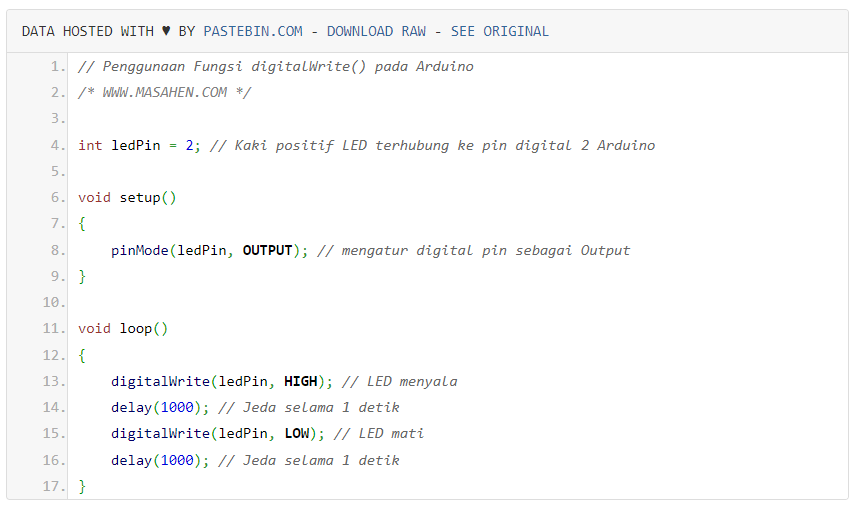 DATA HOSTED WITH ♥ BY PASTEBIN.COM - DOWNLOAD RAW - SEE ORIGINAL
1. // Penggunaan Fungsi digitalWrite() pada Arduino
2. /* WWW.MASAHEN.COM */
3.
4. int ledPin = 2; // Kaki positif LED terhubung ke pin digital 2 Arduino
5.
6. void setup()
7. {
8.     pinMode(ledPin, OUTPUT); // mengatur digital pin sebagai Output
9. }
10.
11. void loop()
12. {
13.     digitalWrite(ledPin, HIGH); // LED menyala
14.     delay(1000); // Jeda selama 1 detik
15.     digitalWrite(ledPin, LOW); // LED mati
16.     delay(1000); // Jeda selama 1 detik
17. }